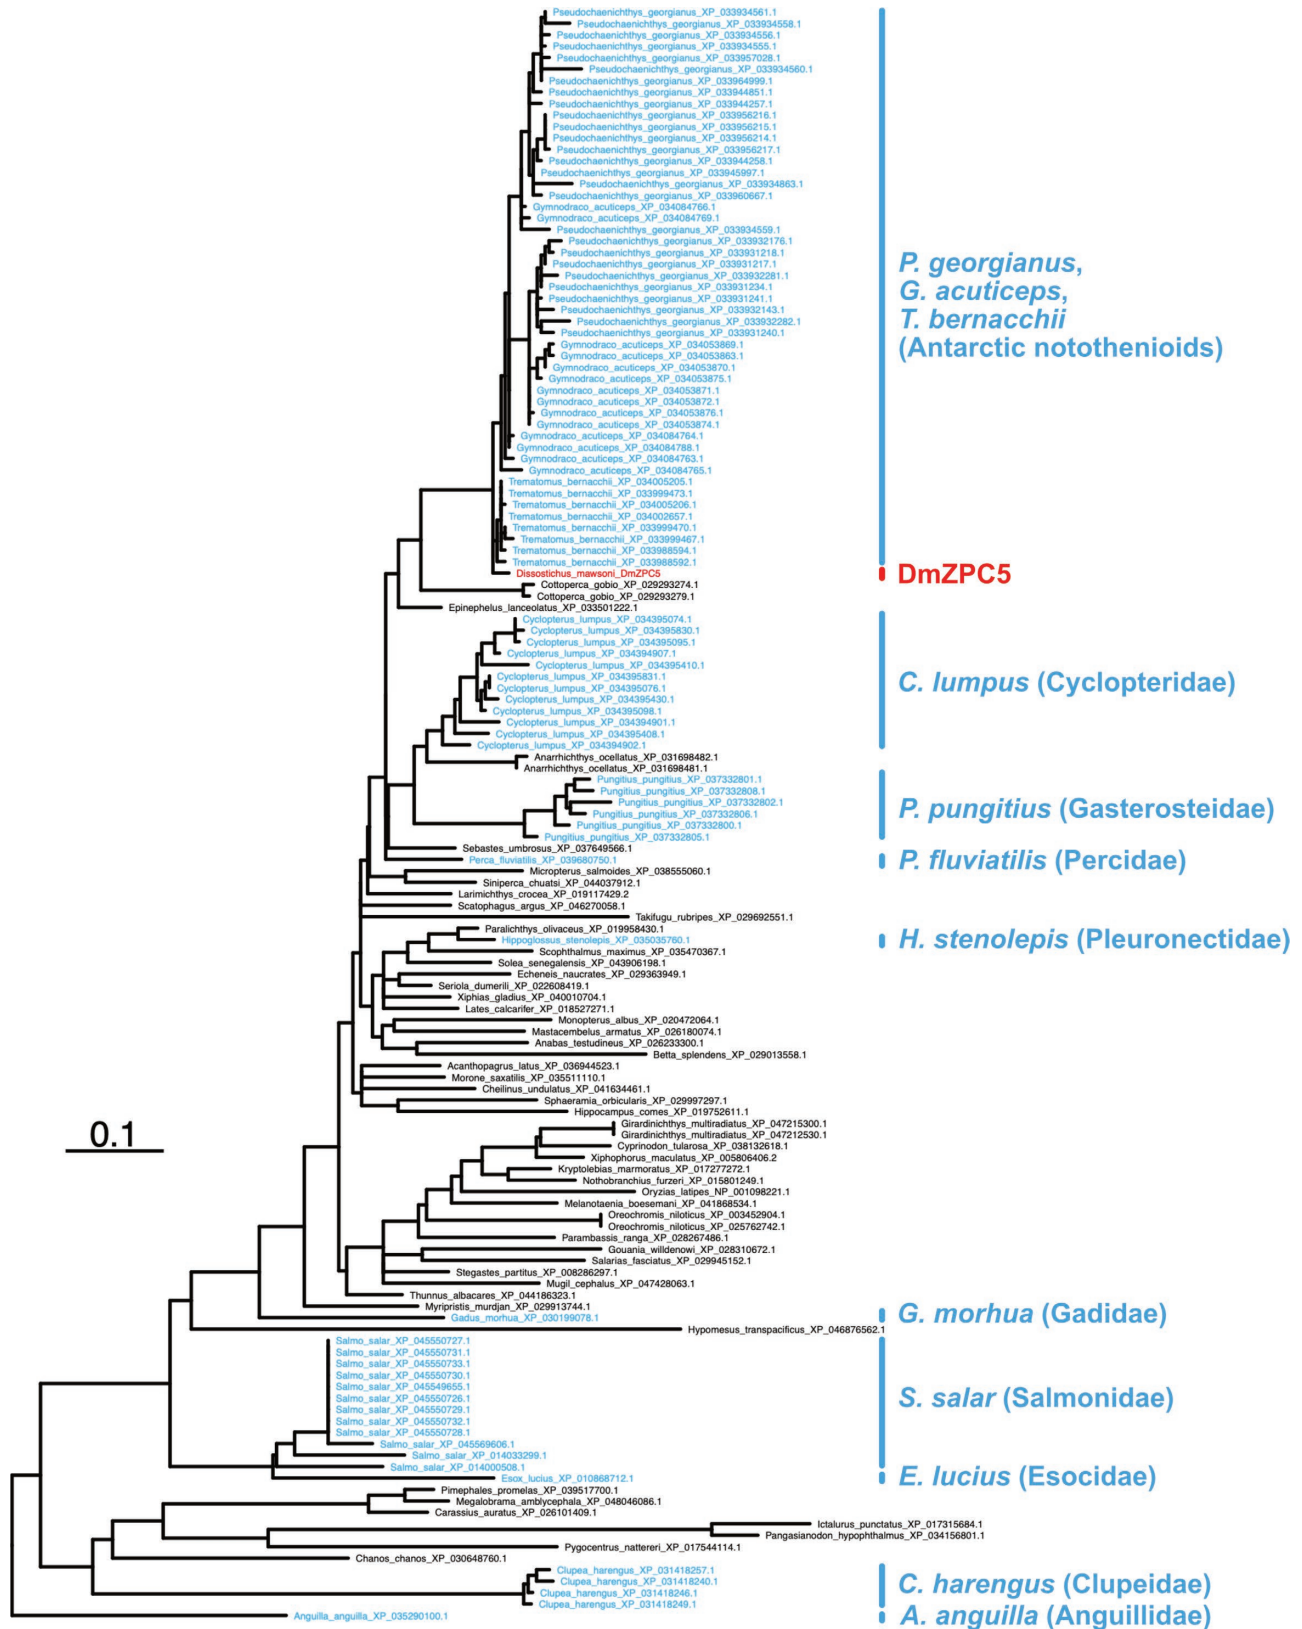 Pseudochaenichthys_georgianus_XP_033934561.1
Pseudochaenichthys_georgianus_XP_033934558.1
Pseudochaenichthys_georgianus_XP_033934556.1
Pseudochaenichthys_georgianus_XP_033934555.1
Pseudochaenichthys_georgianus_XP_033957028.1
Pseudochaenichthys_georgianus_XP_033934560.1
Pseudochaenichthys_georgianus_XP_033964999.1
Pseudochaenichthys_georgianus_XP_033944851.1
Pseudochaenichthys_georgianus_XP_033944257.1
Pseudochaenichthys_georgianus_XP_033956216.1
Pseudochaenichthys_georgianus_XP_033956215.1
Pseudochaenichthys_georgianus_XP_033956214.1
Pseudochaenichthys_georgianus_XP_033956217.1
Pseudochaenichthys_georgianus_XP_033944258.1
Pseudochaenichthys_georgianus_XP_033945997.1
Pseudochaenichthys_georgianus_XP_033934863.1
Pseudochaenichthys_georgianus_XP_033960667.1
Gymnodraco_acuticeps_XP_034084766.1
Gymnodraco_acuticeps_XP_034084769.1
Pseudochaenichthys_georgianus_XP_033934559.1
Pseudochaenichthys_georgianus_XP_033932176.1
Pseudochaenichthys_georgianus_XP_033931218.1
Pseudochaenichthys_georgianus_XP_033931217.1
Pseudochaenichthys_georgianus_XP_033932281.1
Pseudochaenichthys_georgianus_XP_033931234.1
Pseudochaenichthys_georgianus_XP_033931241.1
Pseudochaenichthys_georgianus_XP_033932143.1
Pseudochaenichthys_georgianus_XP_033932282.1
Pseudochaenichthys_georgianus_XP_033931240.1
Gymnodraco_acuticeps_XP_034053869.1
Gymnodraco_acuticeps_XP_034053863.1
Gymnodraco_acuticeps_XP_034053870.1
Gymnodraco_acuticeps_XP_034053875.1
Gymnodraco_acuticeps_XP_034053871.1
Gymnodraco_acuticeps_XP_034053872.1
Gymnodraco_acuticeps_XP_034053876.1
Gymnodraco_acuticeps_XP_034053874.1
Gymnodraco_acuticeps_XP_034084764.1
Gymnodraco_acuticeps_XP_034084788.1
Gymnodraco_acuticeps_XP_034084763.1
Gymnodraco_acuticeps_XP_034084765.1
Trematomus_bernacchii_XP_034005205.1
Trematomus_bernacchii_XP_033999473.1
Trematomus_bernacchii_XP_034005206.1
Trematomus_bernacchii_XP_034002657.1
Trematomus_bernacchii_XP_033999470.1
Trematomus_bernacchii_XP_033999467.1
Trematomus_bernacchii_XP_033988594.1
Trematomus_bernacchii_XP_033988592.1
Dissostichus_mawsoni_DmZPC5
Cottoperca_gobio_XP_029293274.1
Cottoperca_gobio_XP_029293279.1
Epinephelus_lanceolatus_XP_033501222.1
Cyclopterus_lumpus_XP_034395074.1
Cyclopterus_lumpus_XP_034395830.1
Cyclopterus_lumpus_XP_034395095.1
Cyclopterus_lumpus_XP_034394907.1
Cyclopterus_lumpus_XP_034395410.1
Cyclopterus_lumpus_XP_034395831.1
Cyclopterus_lumpus_XP_034395076.1
Cyclopterus_lumpus_XP_034395430.1
Cyclopterus_lumpus_XP_034395098.1
Cyclopterus_lumpus_XP_034394901.1
Cyclopterus_lumpus_XP_034395408.1
Cyclopterus_lumpus_XP_034394902.1
Anarrhichthys_ocellatus_XP_031698482.1
Anarrhichthys_ocellatus_XP_031698481.1
Pungitius_pungitius_XP_037332801.1
Pungitius_pungitius_XP_037332808.1
Pungitius_pungitius_XP_037332802.1
Pungitius_pungitius_XP_037332806.1
Pungitius_pungitius_XP_037332800.1
Pungitius_pungitius_XP_037332805.1
Sebastes_umbrosus_XP_037649566.1
Perca_fluviatilis_XP_039680750.1
Micropterus_salmoides_XP_038555060.1
Siniperca_chuatsi_XP_044037912.1
Larimichthys_crocea_XP_019117429.2
Scatophagus_argus_XP_046270058.1
Takifugu_rubripes_XP_029692551.1
Paralichthys_olivaceus_XP_019958430.1
Hippoglossus_stenolepis_XP_035035760.1
Scophthalmus_maximus_XP_035470367.1
Solea_senegalensis_XP_043906198.1
Echeneis_naucrates_XP_029363949.1
Seriola_dumerili_XP_022608419.1
Xiphias_gladius_XP_040010704.1
Lates_calcarifer_XP_018527271.1
Monopterus_albus_XP_020472064.1
Mastacembelus_armatus_XP_026180074.1
Anabas_testudineus_XP_026233300.1
Betta_splendens_XP_029013558.1
Acanthopagrus_latus_XP_036944523.1
Morone_saxatilis_XP_035511110.1
Cheilinus_undulatus_XP_041634461.1
Sphaeramia_orbicularis_XP_029997297.1
Hippocampus_comes_XP_019752611.1
Girardinichthys_multiradiatus_XP_047215300.1
Girardinichthys_multiradiatus_XP_047212530.1
Cyprinodon_tularosa_XP_038132618.1
Xiphophorus_maculatus_XP_005806406.2
Kryptolebias_marmoratus_XP_017277272.1
Nothobranchius_furzeri_XP_015801249.1
Oryzias_latipes_NP_001098221.1
Melanotaenia_boesemani_XP_041868534.1
Oreochromis_niloticus_XP_003452904.1
Oreochromis_niloticus_XP_025762742.1
Parambassis_ranga_XP_028267486.1
Gouania_willdenowi_XP_028310672.1
Salarias_fasciatus_XP_029945152.1
Stegastes_partitus_XP_008286297.1
Mugil_cephalus_XP_047428063.1
Thunnus_albacares_XP_044186323.1
Myripristis_murdjan_XP_029913744.1
Gadus_morhua_XP_030199078.1
Hypomesus_transpacificus_XP_046876562.1
Salmo_salar_XP_045550727.1
Salmo_salar_XP_045550731.1
Salmo_salar_XP_045550733.1
Salmo_salar_XP_045550730.1
Salmo_salar_XP_045549655.1
Salmo_salar_XP_045550726.1
Salmo_salar_XP_045550729.1
Salmo_salar_XP_045550732.1
Salmo_salar_XP_045550728.1
Salmo_salar_XP_045569606.1
Salmo_salar_XP_014033299.1
Salmo_salar_XP_014000508.1
Esox_lucius_XP_010868712.1
Pimephales_promelas_XP_039517700.1
Megalobrama_amblycephala_XP_048046086.1
Carassius_auratus_XP_026101409.1
Ictalurus_punctatus_XP_017315684.1
Pangasianodon_hypophthalmus_XP_034156801.1
Pygocentrus_nattereri_XP_017544114.1
Chanos_chanos_XP_030648760.1
Clupea_harengus_XP_031418257.1
Clupea_harengus_XP_031418240.1
Clupea_harengus_XP_031418246.1
Clupea_harengus_XP_031418249.1
Anguilla_anguilla_XP_035290100.1
0.1
P. georgianus,
G. acuticeps,
T. bernacchii
(Antarctic notothenioids)
DmZPC5
C. lumpus (Cyclopteridae)
P. pungitius (Gasterosteidae)
P. fluviatilis (Percidae)
H. stenolepis (Pleuronectidae)
G. morhua (Gadidae)
S. salar (Salmonidae)
E. lucius (Esocidae)
C. harengus (Clupeidae)
A. anguilla (Anguillidae)